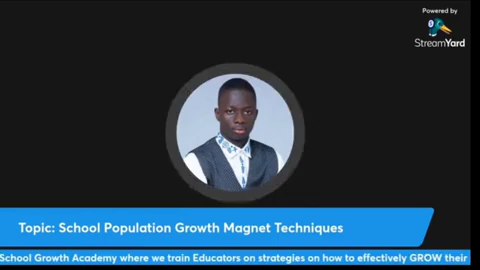 Powered by
StreamYard
Topic: School Population Growth Magnet Techniques
School Growth Academy where we train Educators on strategies on how to effectively GROW their